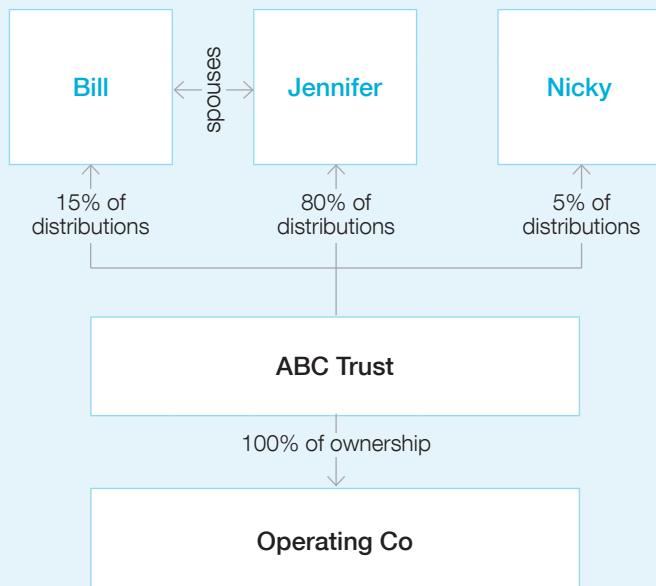 Bill
spouses
Jennifer
Nicky
15% of
distributions
80% of
distributions
5% of
distributions
ABC Trust
100% of ownership
Operating Co